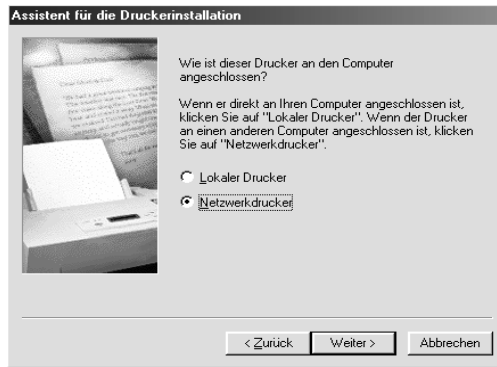 Assistent für die Druckerinstallation
Wie ist dieser Drucker an den Computer
angeschlossen?
Wenn er direkt an Ihren Computer angeschlossen ist,
klicken Sie auf "Lokaler Drucker". Wenn der Drucker
an einen anderen Computer angeschlossen ist, klicken
Sie auf "Netzwerkdrucker".
Lokaler Drucker
Netzwerkdrucker
< Zurück
Weiter >
Abbrechen